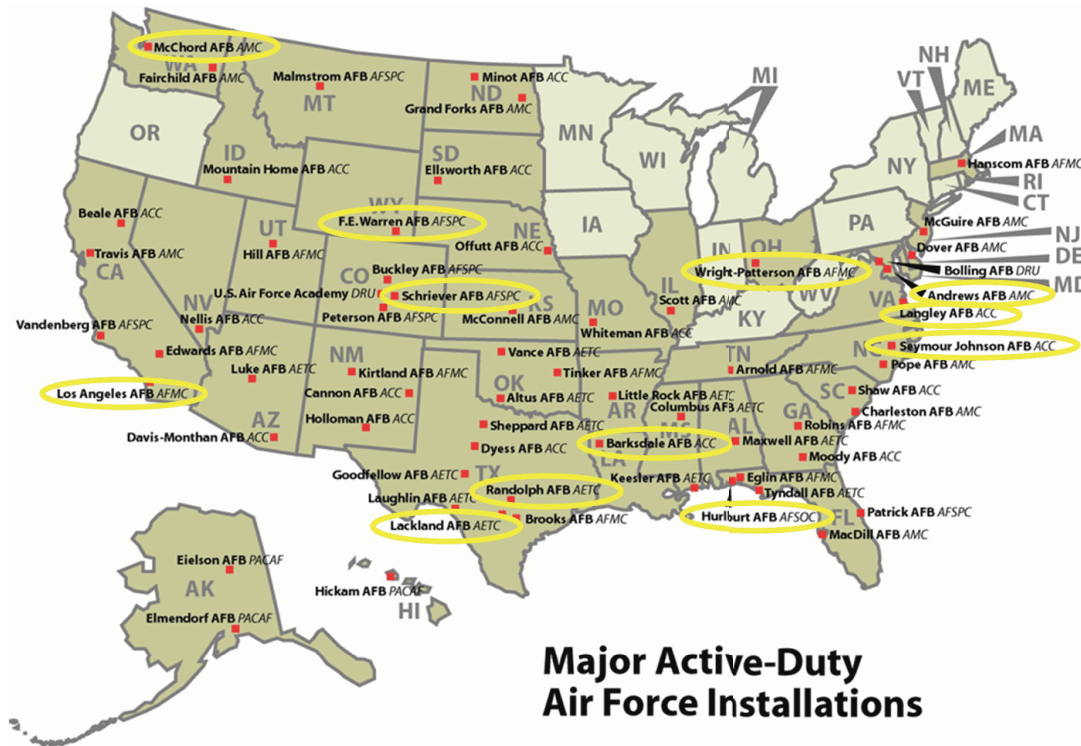 McChord AFB AMC
WA
Fairchild AFB AMC
Malmstrom AFB AFSPC
MT
Minot AFB ACC
ND
Grand Forks AFB AMC
MN
WI
MI
VT
NH
ME
MA
NY
Hanscom AFB AFMC
RI
CT
OR
ID
Mountain Home AFB ACC
SD
Ellsworth AFB ACC
WY
F.E.Warren AFB AFSPC
IA
NE
Offutt AFB ACC
PA
McGuire AFB AMC
NJ
Dover AFB AMC
DE
Bolling AFB DRU
MD
Andrews AFB AMC
VA
Langley AFB ACC
Beale AFB ACC
Travis AFB AMC
CA
UT
Hill AFB AFMC
NV
Nellis AFB ACC
CO
Buckley AFB AFSPC
U.S. Air Force Academy DRU
Schriever AFB AFSPC
Peterson AFB AFSPC
KS
McConnell AFB AMC
MO
Whiteman AFB ACC
IL
Scott AFB AMC
IN
OH
Wright-Patterson AFB AFMC
WV
KY
Seymour Johnson AFB ACC
NC
Pope AFB AMC
Vandenberg AFB AFSPC
Edwards AFB AFMC
Los Angeles AFB AFMC
Luke AFB AETC
AZ
Davis-Monthan AFB ACC
NM
Kirtland AFB AFMC
Cannon AFB ACC
Holloman AFB ACC
Vance AFB AETC
OK
Tinker AFB AFMC
Altus AFB AETC
Sheppard AFB AETC
Dyess AFB ACC
TX
Goodfellow AFB AETC
Randolph AFB AETC
Laughlin AFB AETC
Lackland AFB AETC
Brooks AFB AFMC
TN
Arnold AFB AFMC
Little Rock AFB AETC
AR
Columbus AFB AETC
MS
Barksdale AFB ACC
LA
Keesler AFB AETC
AL
Maxwell AFB AETC
GA
Robins AFB AFMC
Moody AFB ACC
SC
Shaw AFB ACC
Charleston AFB AMC
Eglin AFB AFMC
Tyndall AFB AETC
Hurlburt AFB AFSOC
FL
Patrick AFB AFSPC
MacDill AFB AMC
Eielson AFB PACAF
AK
Elmendorf AFB PACAF
Hickam AFB PACAF
HI
Major Active-Duty
Air Force Installations